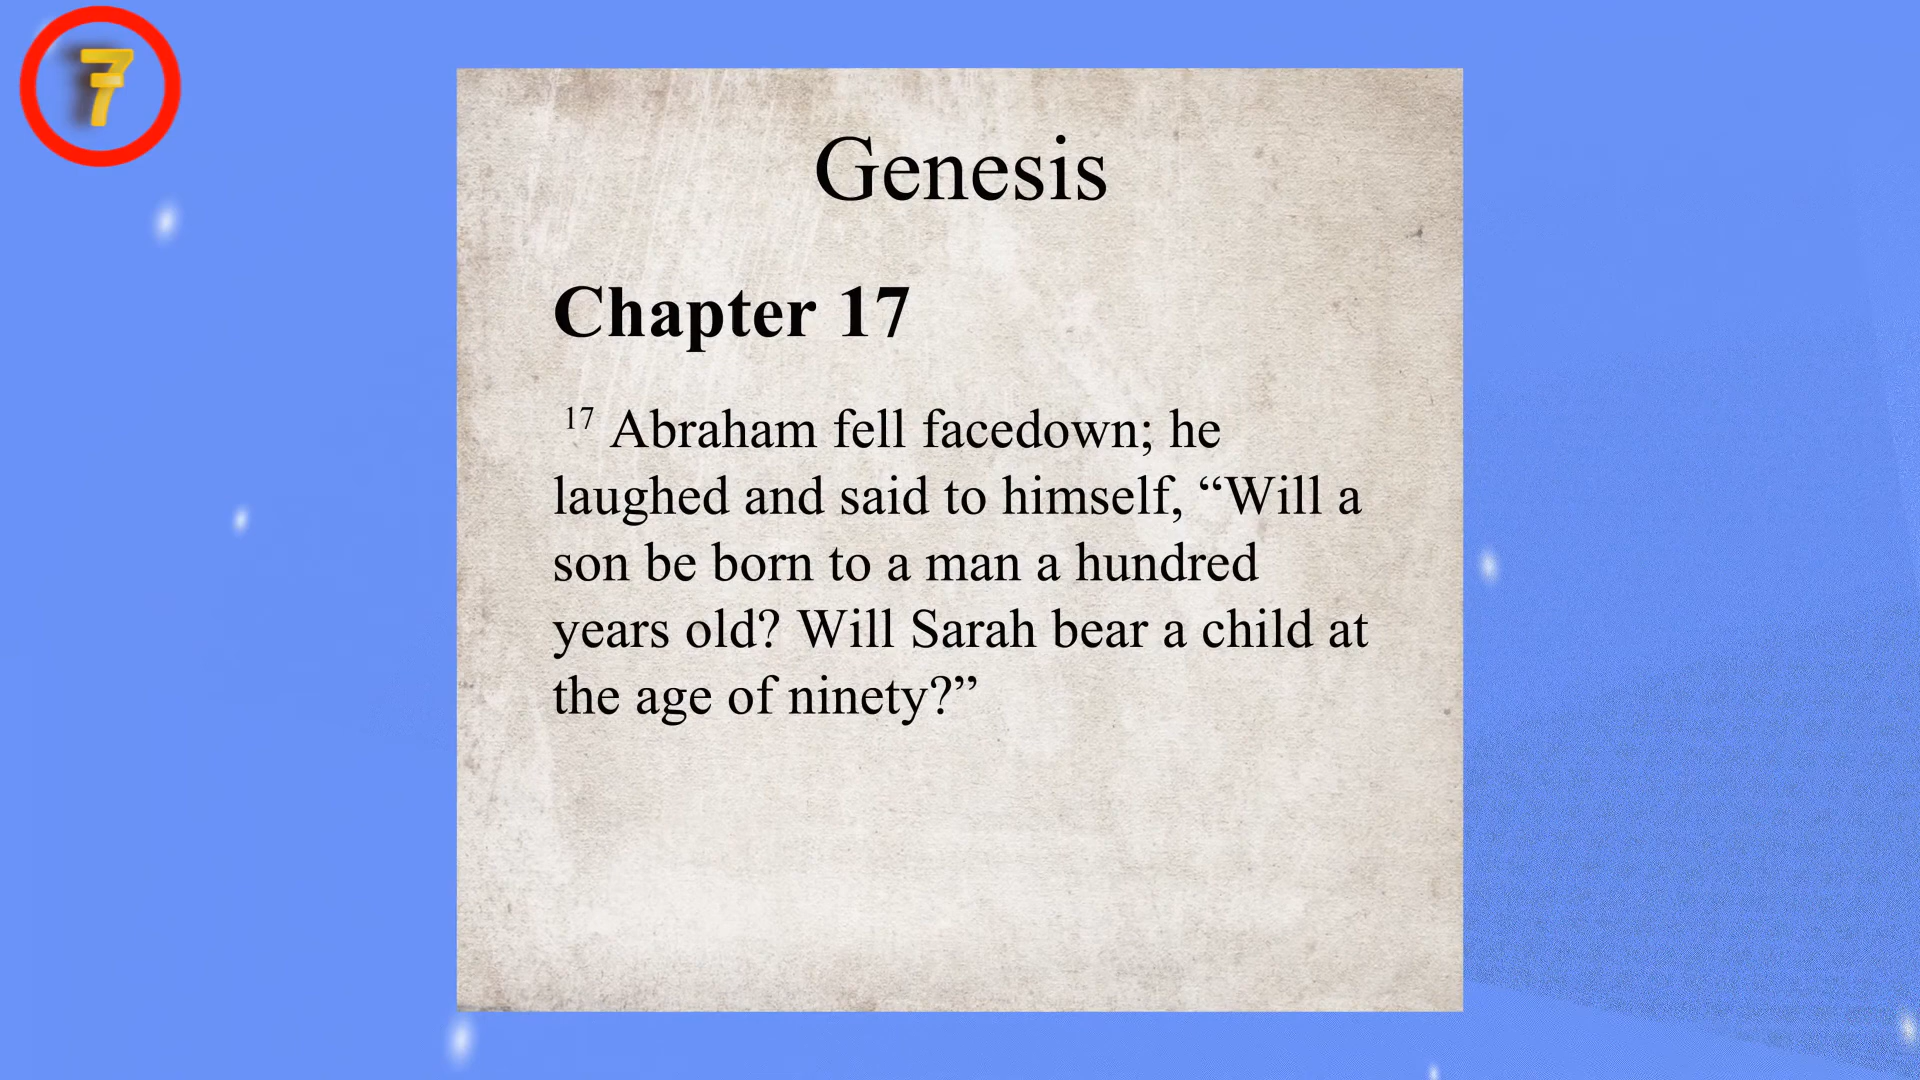 7
Genesis
Chapter 17
17 Abraham fell facedown; he
laughed and said to himself, “Will a
son be born to a man a hundred
years old? Will Sarah bear a child at
the age of ninety?”